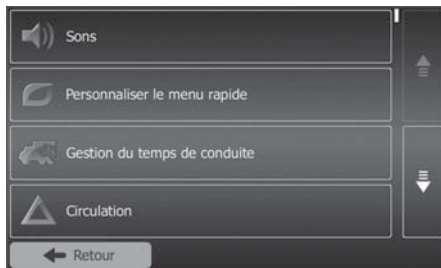 Sons
Personnaliser le menu rapide
Gestion du temps de conduite
Circulation
Retour